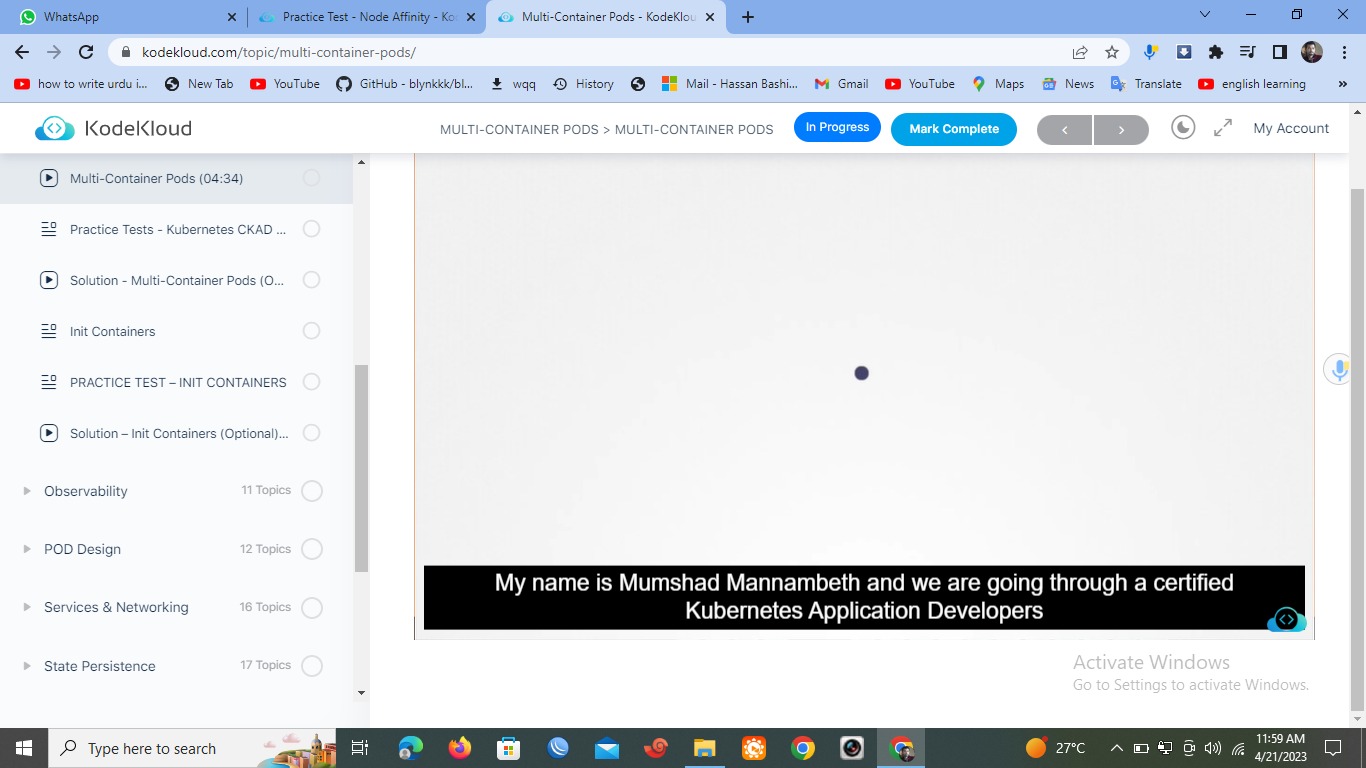 WhatsApp
Practice Test - Node Affinity - Ko
Multi-Container Pods - KodeKlou
kodekloud.com/topic/multi-container-pods/
how to write urdu i...
New Tab
YouTube
GitHub - blynkkk/bl...
wqq
History
Mail - Hassan Bashi...
Gmail
YouTube
Maps
News
Translate
english learning
»
KodeKloud
MULTI-CONTAINER PODS > MULTI-CONTAINER PODS
In Progress
Mark Complete
My Account
Multi-Container Pods (04:34)
Practice Tests - Kubernetes CKAD ...
Solution - Multi-Container Pods (O...
Init Containers
PRACTICE TEST – INIT CONTAINERS
Solution – Init Containers (Optional)...
Observability 11 Topics
POD Design 12 Topics
Services & Networking 16 Topics
State Persistence 17 Topics
My name is Mumshad Mannambeth and we are going through a certified
Kubernetes Application Developers
Activate Windows
Go to Settings to activate Windows.
Type here to search
27°C
11:59 AM
4/21/2023